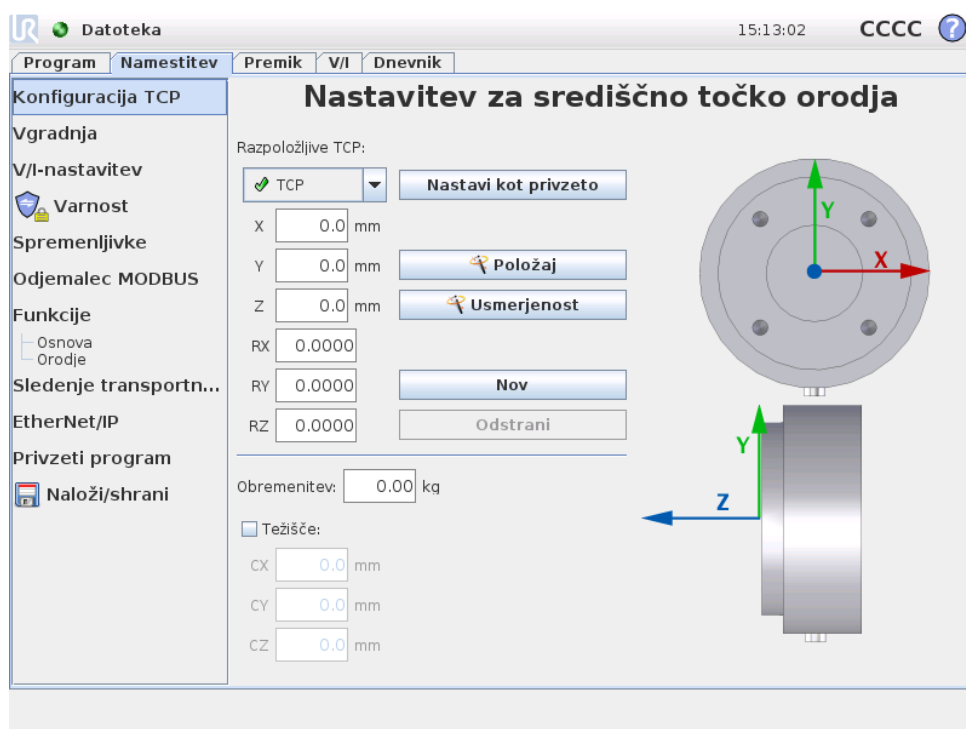 UR Datoteka 15:13:02 CCCC ?
Program Namestitev Premik V/I Dnevnik
Konfiguracija TCP
Vgradnja
V/I-nastavitev
Varnost
Spremenljivke
Odjemalec MODBUS
Funkcije
Osnova
Orodje
Sledenje transportn...
EtherNet/IP
Privzeti program
Naloži/shrani
Nastavitev za središčno točko orodja
Razpoložljive TCP:
TCP Nastavi kot privzeto
X 0.0 mm
Y 0.0 mm Položaj
Z 0.0 mm Usmerjenost
RX 0.0000
RY 0.0000 Nov
RZ 0.0000 Odstrani
Obremenitev: 0.00 kg
Težišče:
CX 0.0 mm
CY 0.0 mm
CZ 0.0 mm
Y
X
Y
Z